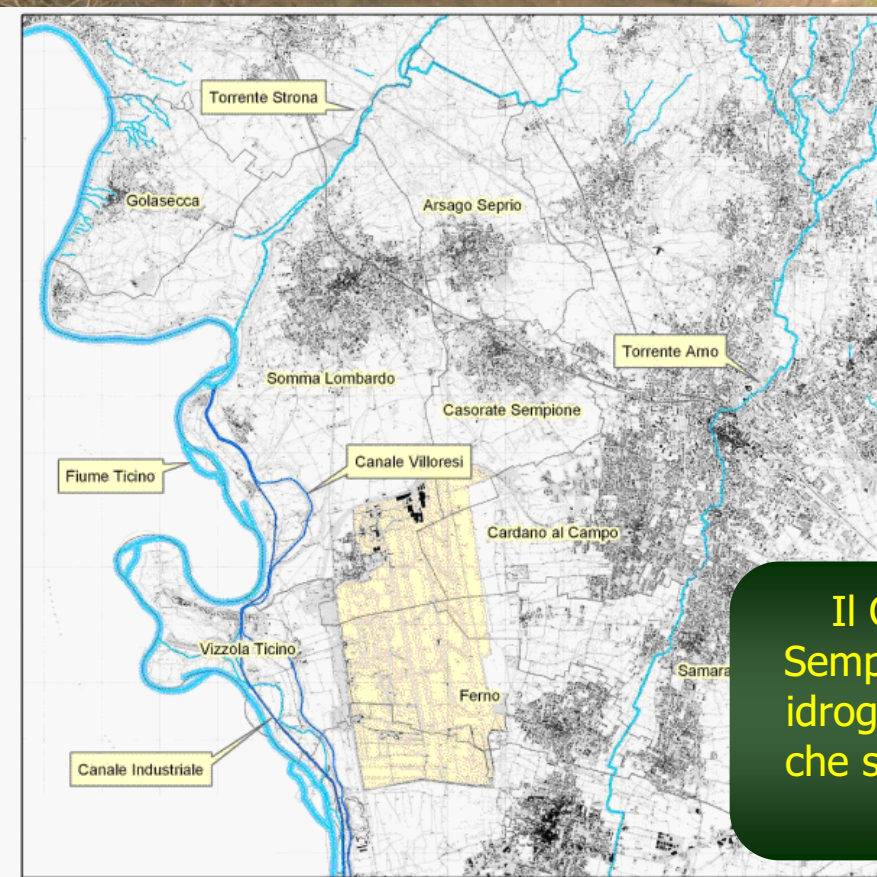 Torrente Strona
Golasecca
Arsago Seprio
Torrente Arno
Somma Lombardo
Casorate Sempione
Canale Villoresi
Fiume Ticino
Cardano al Campo
Vizzola Ticino
Samara
Ferno
Canale Industriale
Il
Semp
idrog
che s